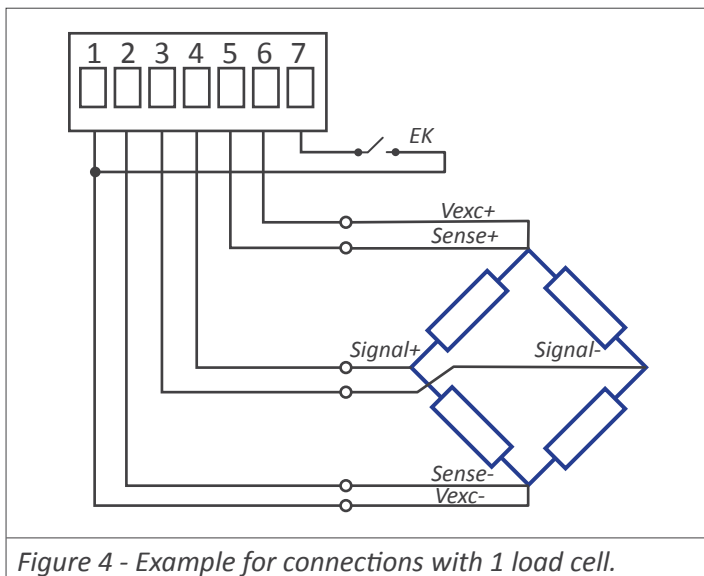 1 2 3 4 5 6 7
EK
Vexc+
Sense+
Signal+ Signal-
Sense-
Vexc-
Figure 4 - Example for connections with 1 load cell.